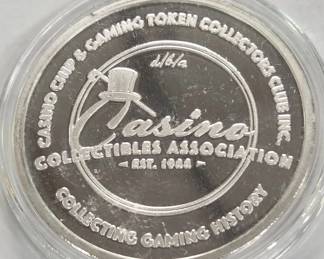 CASINO CHIP & GAMING TOKEN COLLECTORS CLUB INC.
d/b/a
Casino
COLLECTIBLES ASSOCIATION
EST. 1988
COLLECTING GAMING HISTORY